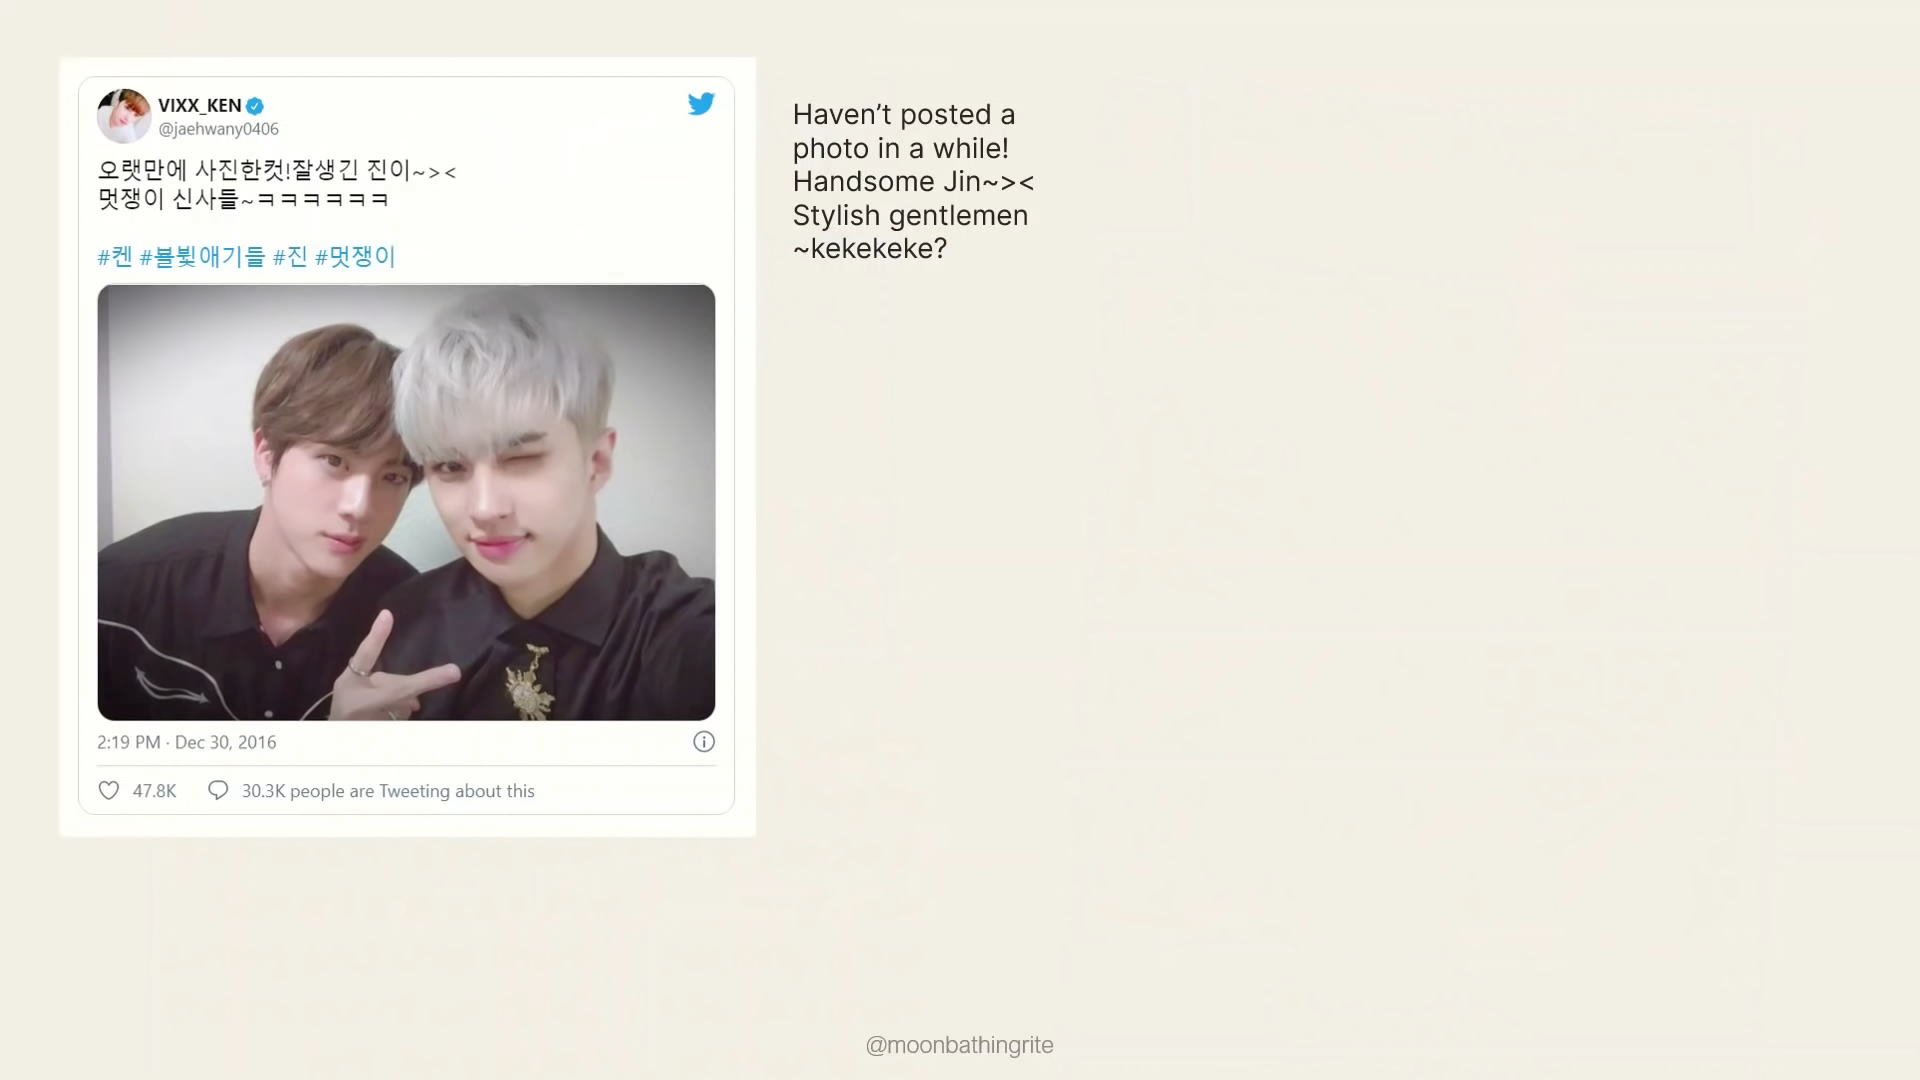 VIXX_KEN
@jaehwany0406
오랫만에 사진한컷!잘생긴 진이~><
멋쟁이 신사들~ㅋㅋㅋㅋㅋㅋ
#켄 #뵬뷫애기들 #진 #멋쟁이
2:19 PM · Dec 30, 2016
47.8K 30.3K people are Tweeting about this
Haven’t posted a
photo in a while!
Handsome Jin~><
Stylish gentlemen
~kekekeke?
@moonbathingrite